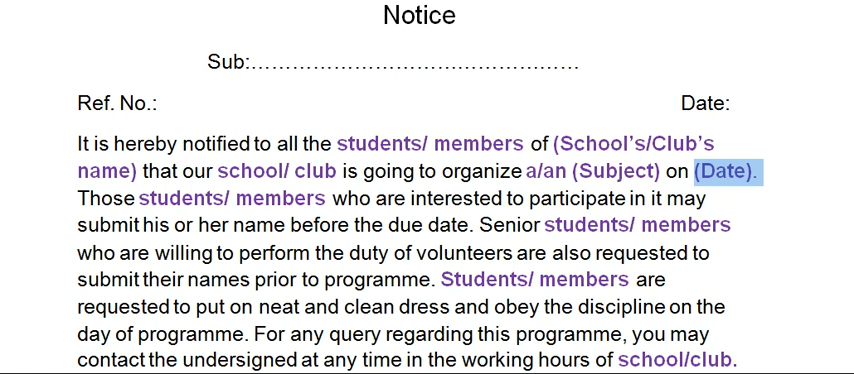 Notice
Sub:…………………………………………
Ref. No.: Date:
It is hereby notified to all the students/ members of (School’s/Club’s
name) that our school/ club is going to organize a/an (Subject) on (Date).
Those students/ members who are interested to participate in it may
submit his or her name before the due date. Senior students/ members
who are willing to perform the duty of volunteers are also requested to
submit their names prior to programme. Students/ members are
requested to put on neat and clean dress and obey the discipline on the
day of programme. For any query regarding this programme, you may
contact the undersigned at any time in the working hours of school/club.